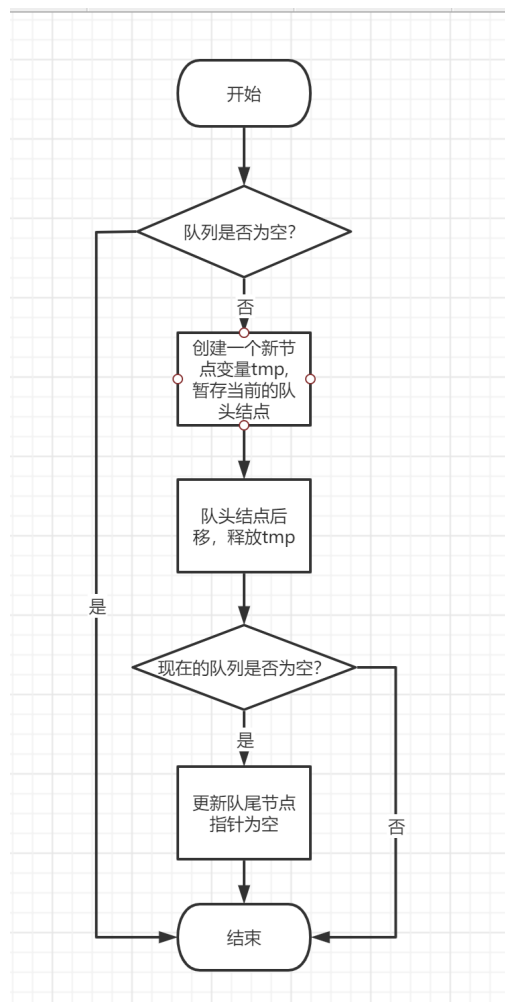 开始
队列是否为空？
否
创建一个新节
点变量tmp,
暂存当前的队
头结点
队头结点后
移，释放tmp
是
现在的队列是否为空？
是
更新队尾节点
指针为空
否
结束